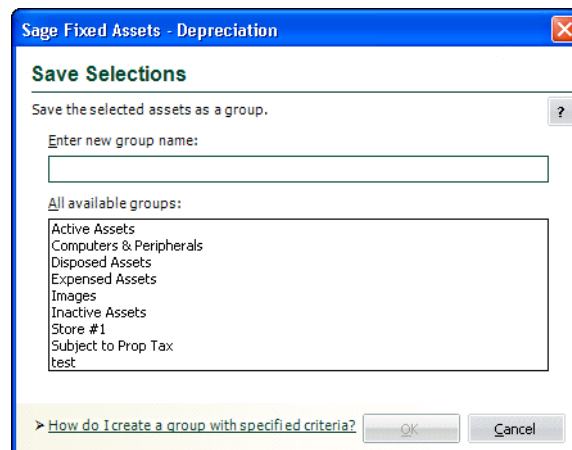 Sage Fixed Assets - Depreciation
Save Selections
Save the selected assets as a group.
?
Enter new group name:
All available groups:
Active Assets
Computers & Peripherals
Disposed Assets
Expensed Assets
Images
Inactive Assets
Store #1
Subject to Prop Tax
test
➢ How do I create a group with specified criteria? OK Cancel